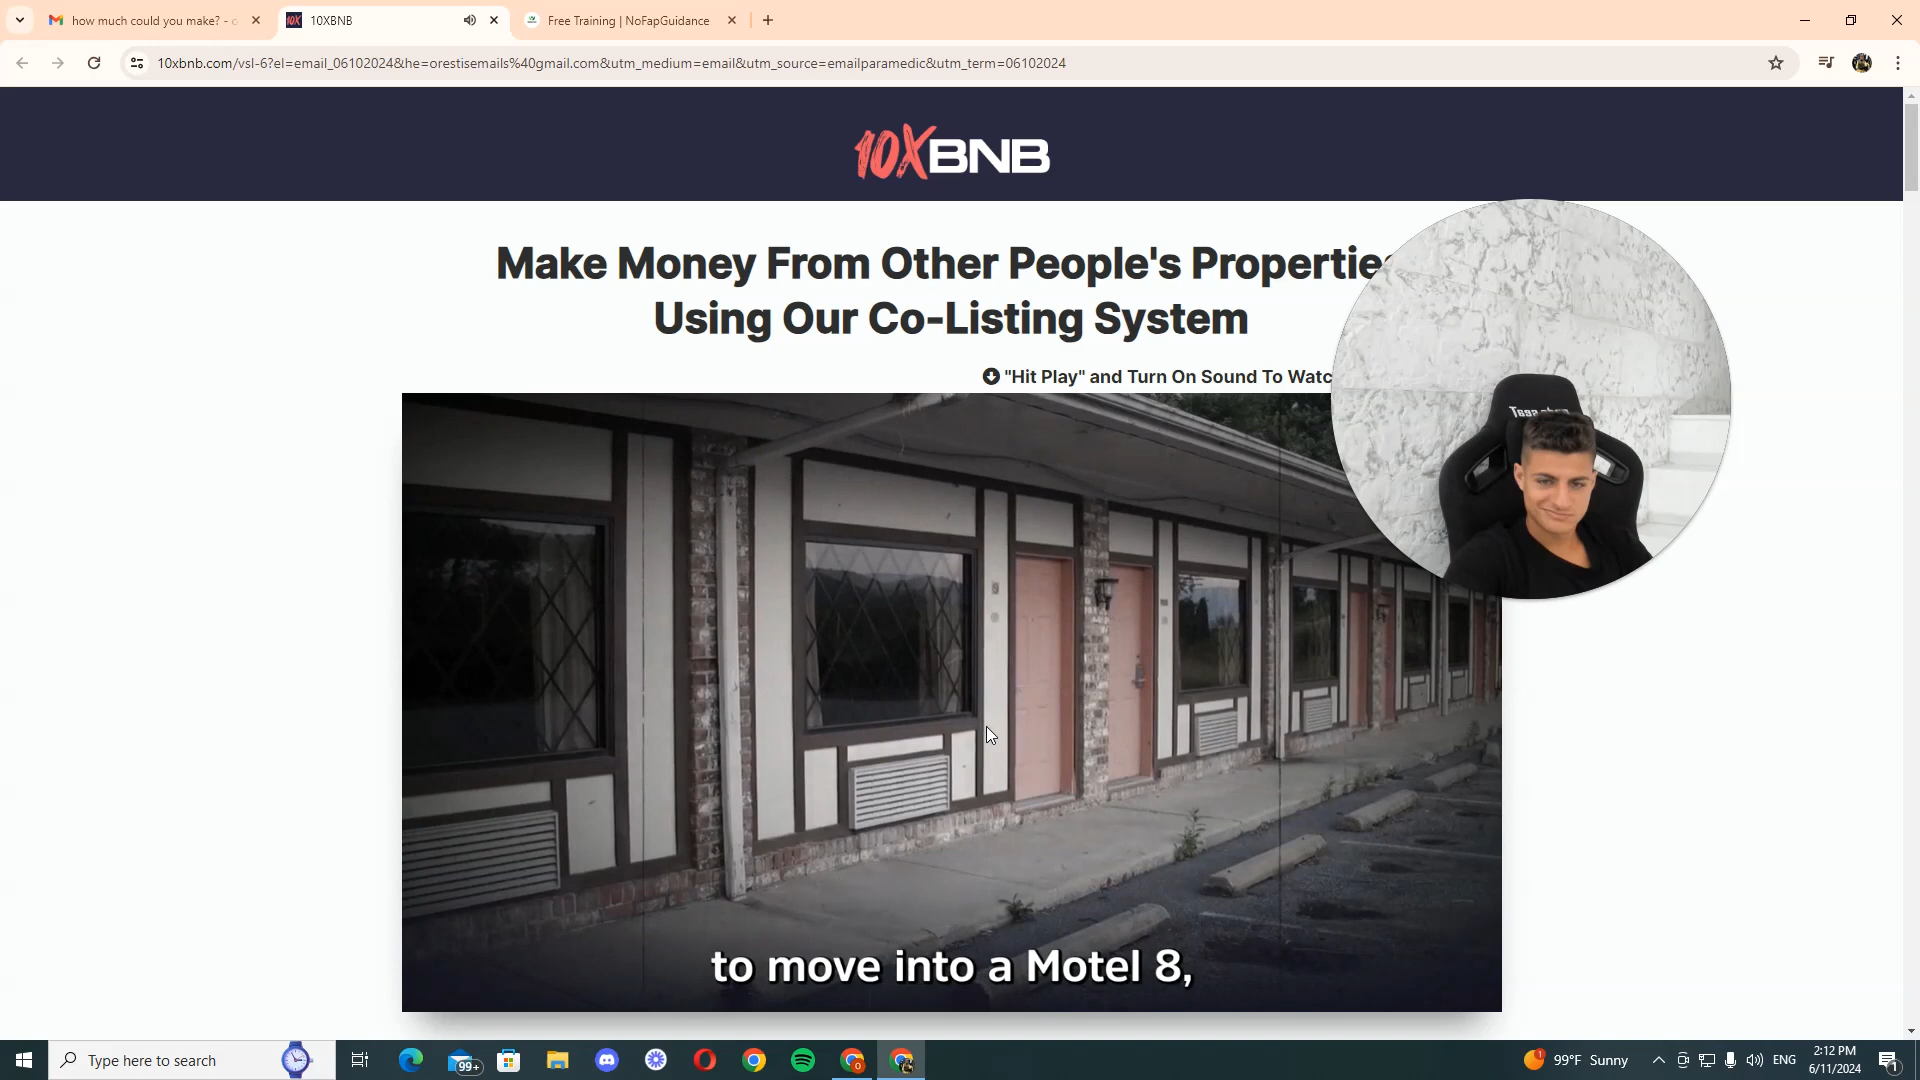 how much could you make? - o
10XBNB
Free Training | NoFapGuidance
10xbnb.com/vsl-6?el=email_06102024&he=orestisemails%40gmail.com&utm_medium=email&utm_source=emailparamedic&utm_term=06102024
10XBNB
Make Money From Other People's Properties
Using Our Co-Listing System
"Hit Play" and Turn On Sound To Watc
to move into a Motel 8,
Type here to search
99+
99°F Sunny
ENG
2:12 PM
6/11/2024
1